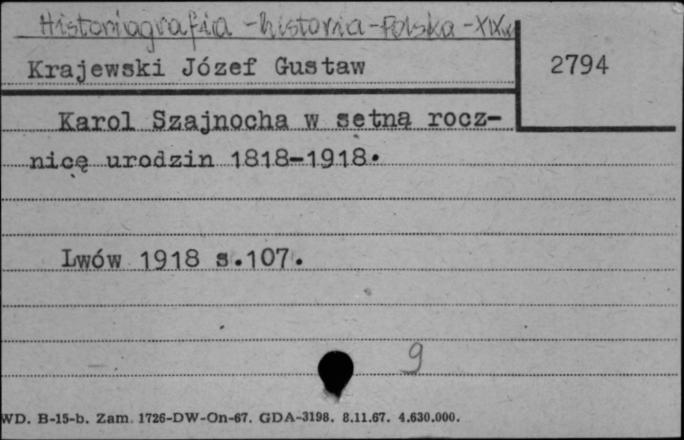 Historiografia - historia - Polska - XIX w
Krajewski Józef Gustaw
2794
Karol Szajnocha w setną rocz-
nicę urodzin 1818-1918.
Lwów 1918 s.107.
9
WD. B-15-b. Zam. 1726-DW-On-67. GDA-3198. 8.11.67. 4.630.000.